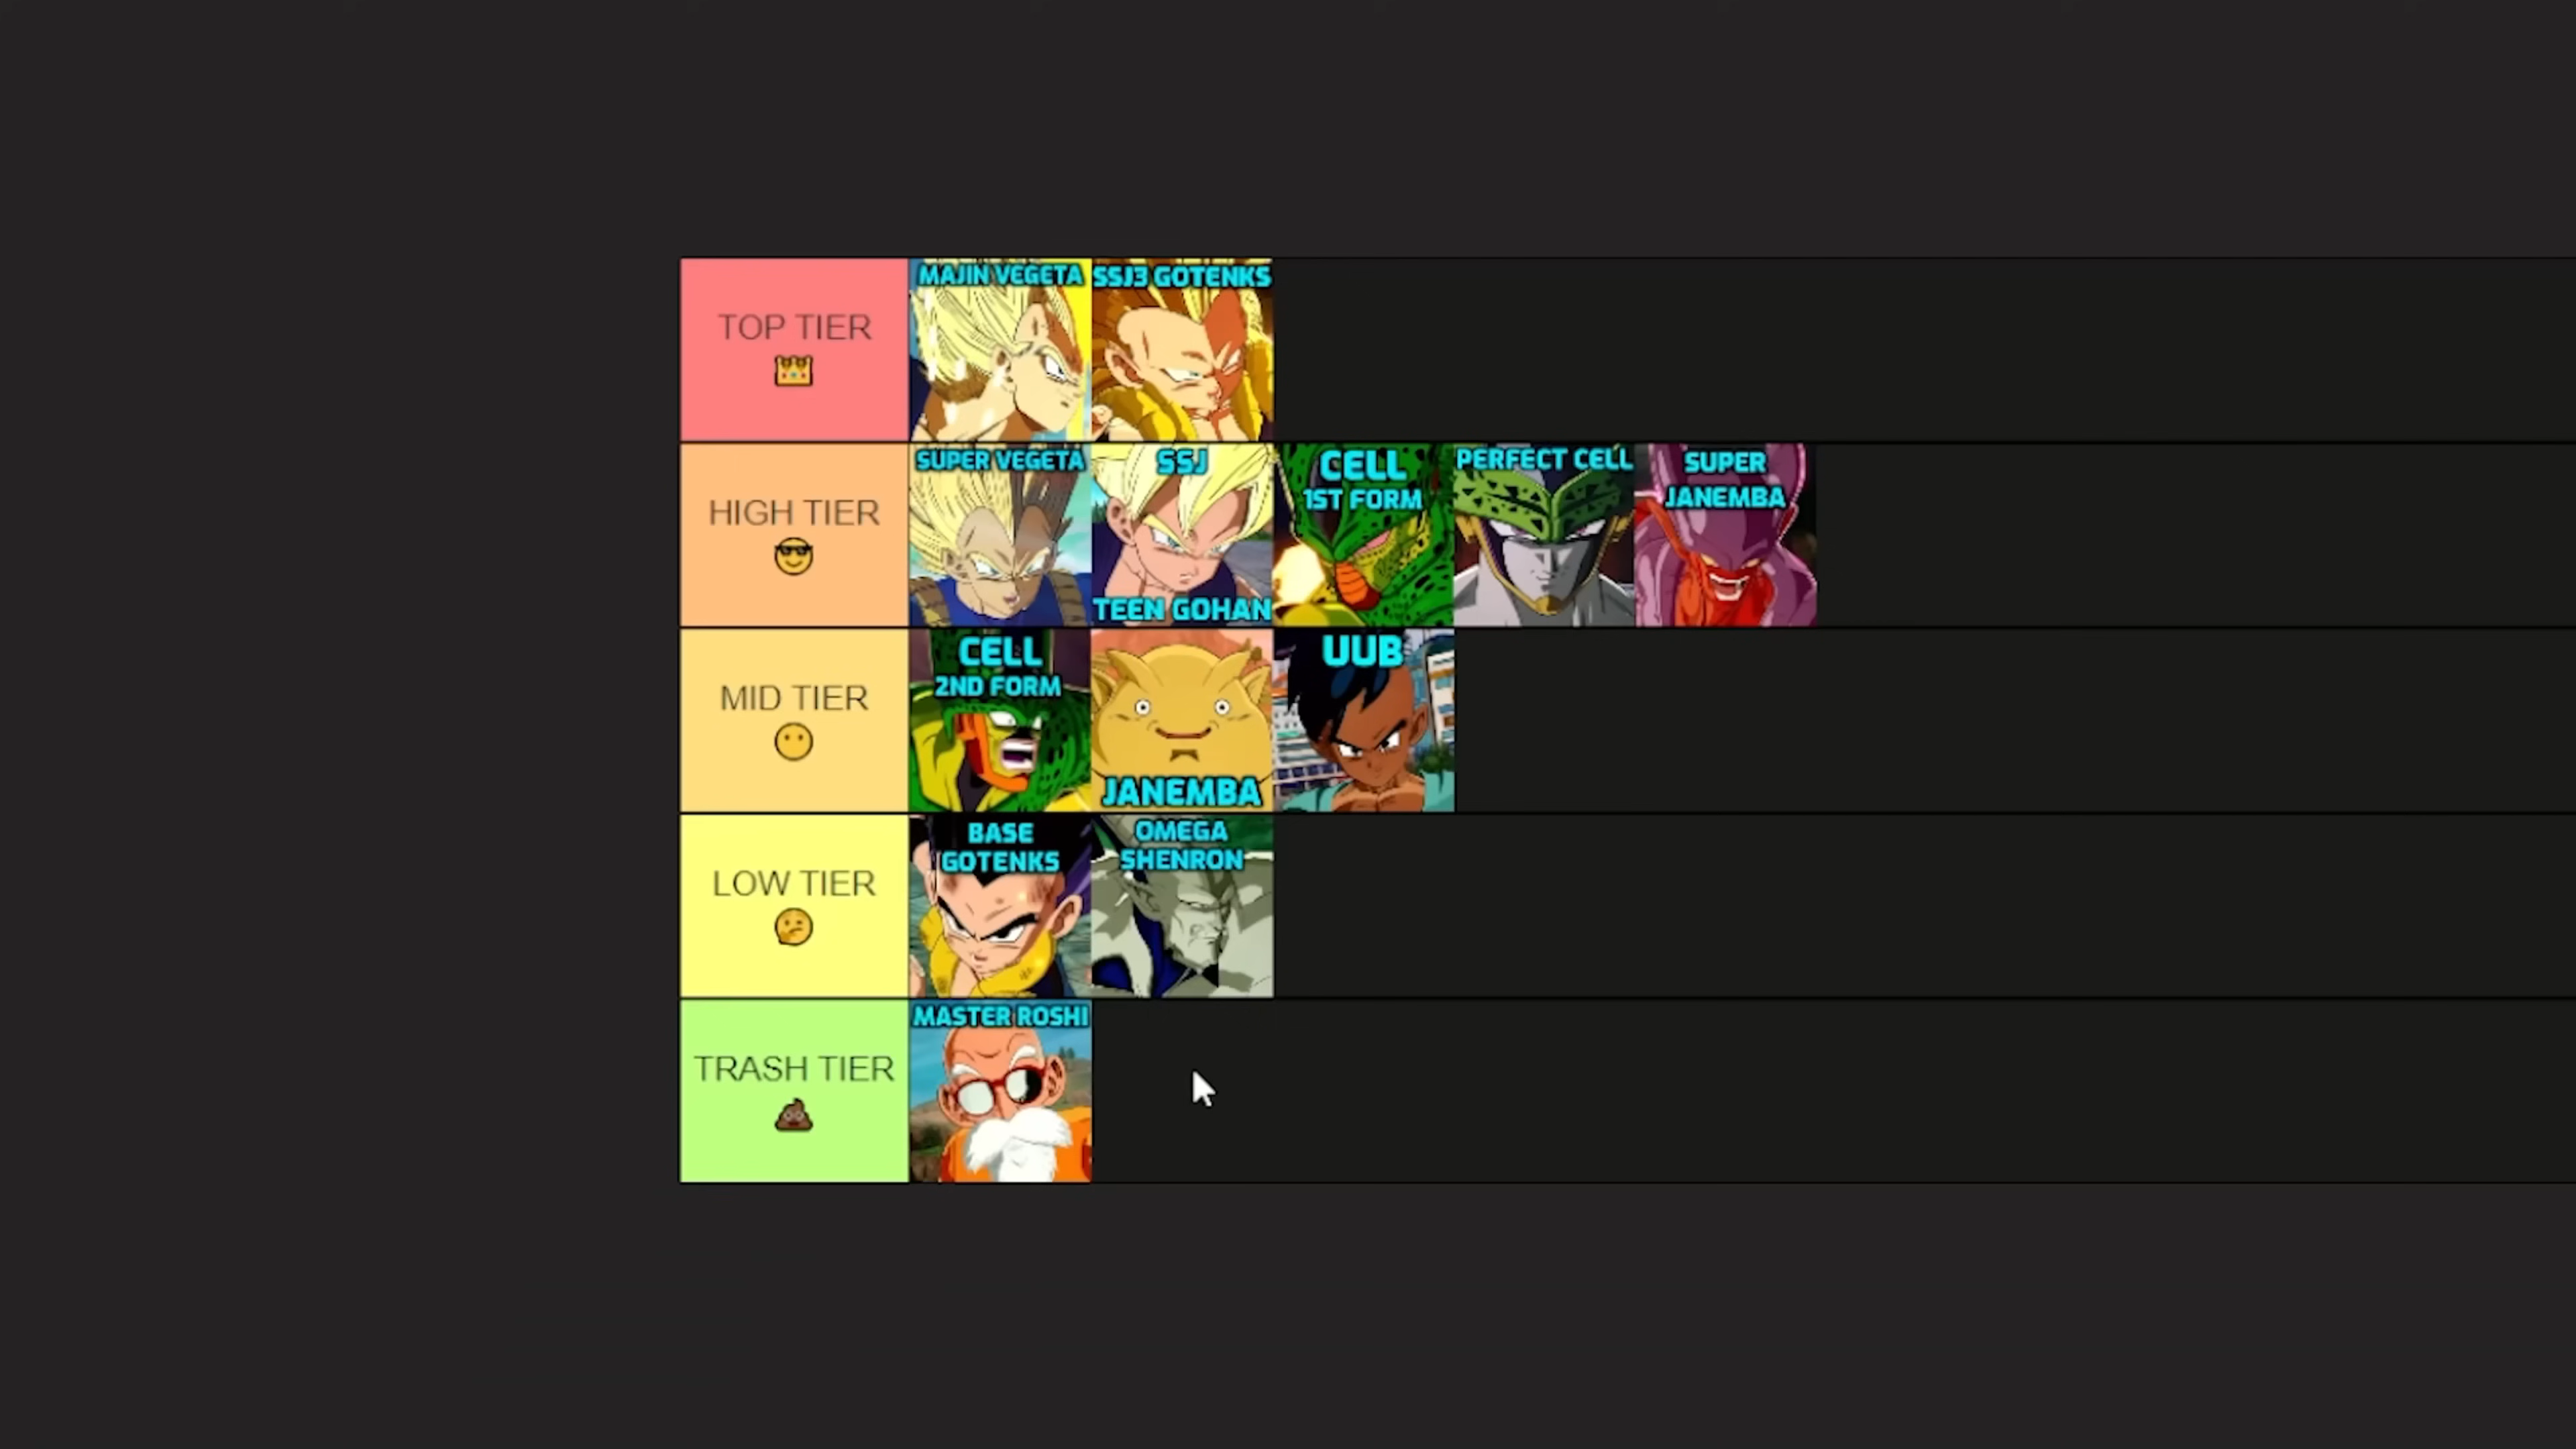 TOP TIER
MAJIN VEGETA
SSJ3 GOTENKS
HIGH TIER
SUPER VEGETA
SSJ
TEEN GOHAN
CELL
1ST FORM
PERFECT CELL
SUPER
JANEMBA
MID TIER
CELL
2ND FORM
JANEMBA
UUB
LOW TIER
BASE
GOTENKS
OMEGA
SHENRON
TRASH TIER
MASTER ROSHI